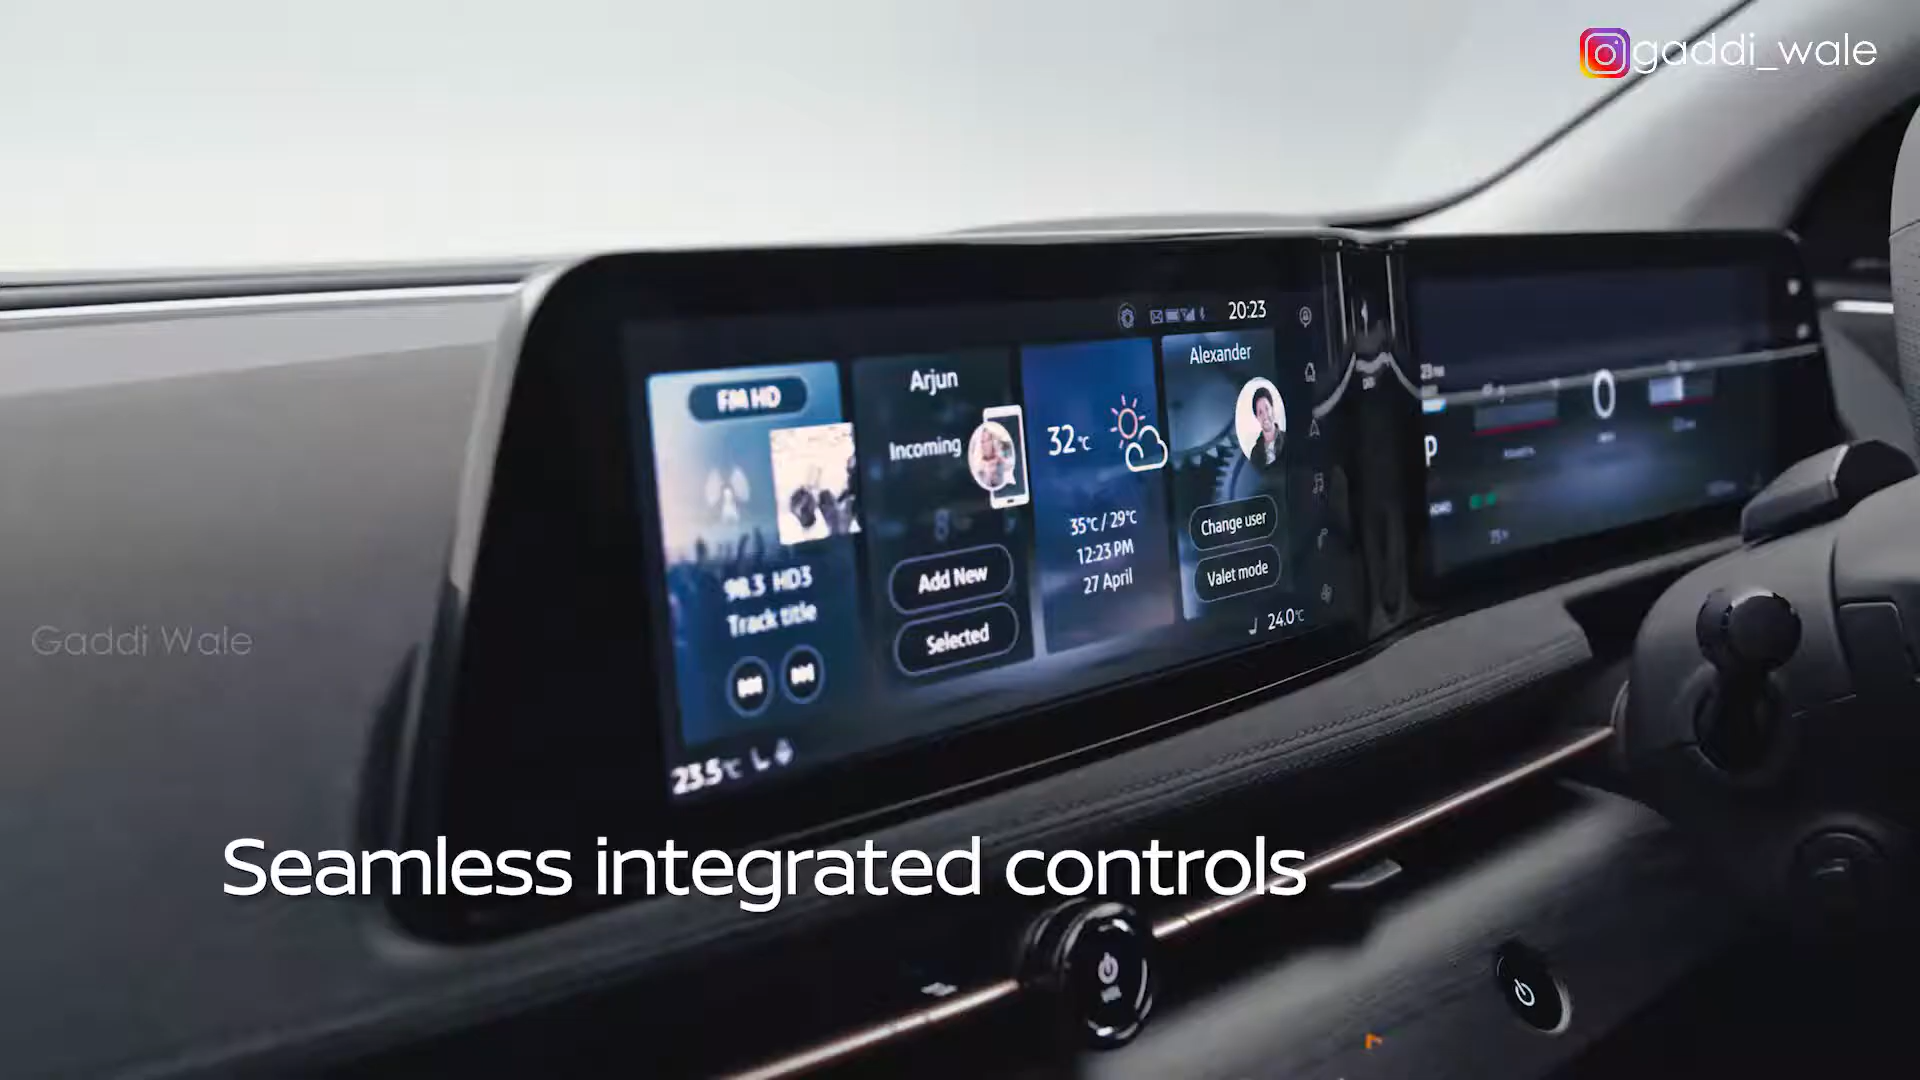 gaddi_wale
20:23
FM HD
98.3 HD3
Track title
23.5°C
Arjun
Incoming
Add New
Selected
32°C
35°C / 29°C
12:23 PM
27 April
Alexander
Change user
Valet mode
24.0°C
P
0
Gaddi Wale
Seamless integrated controls